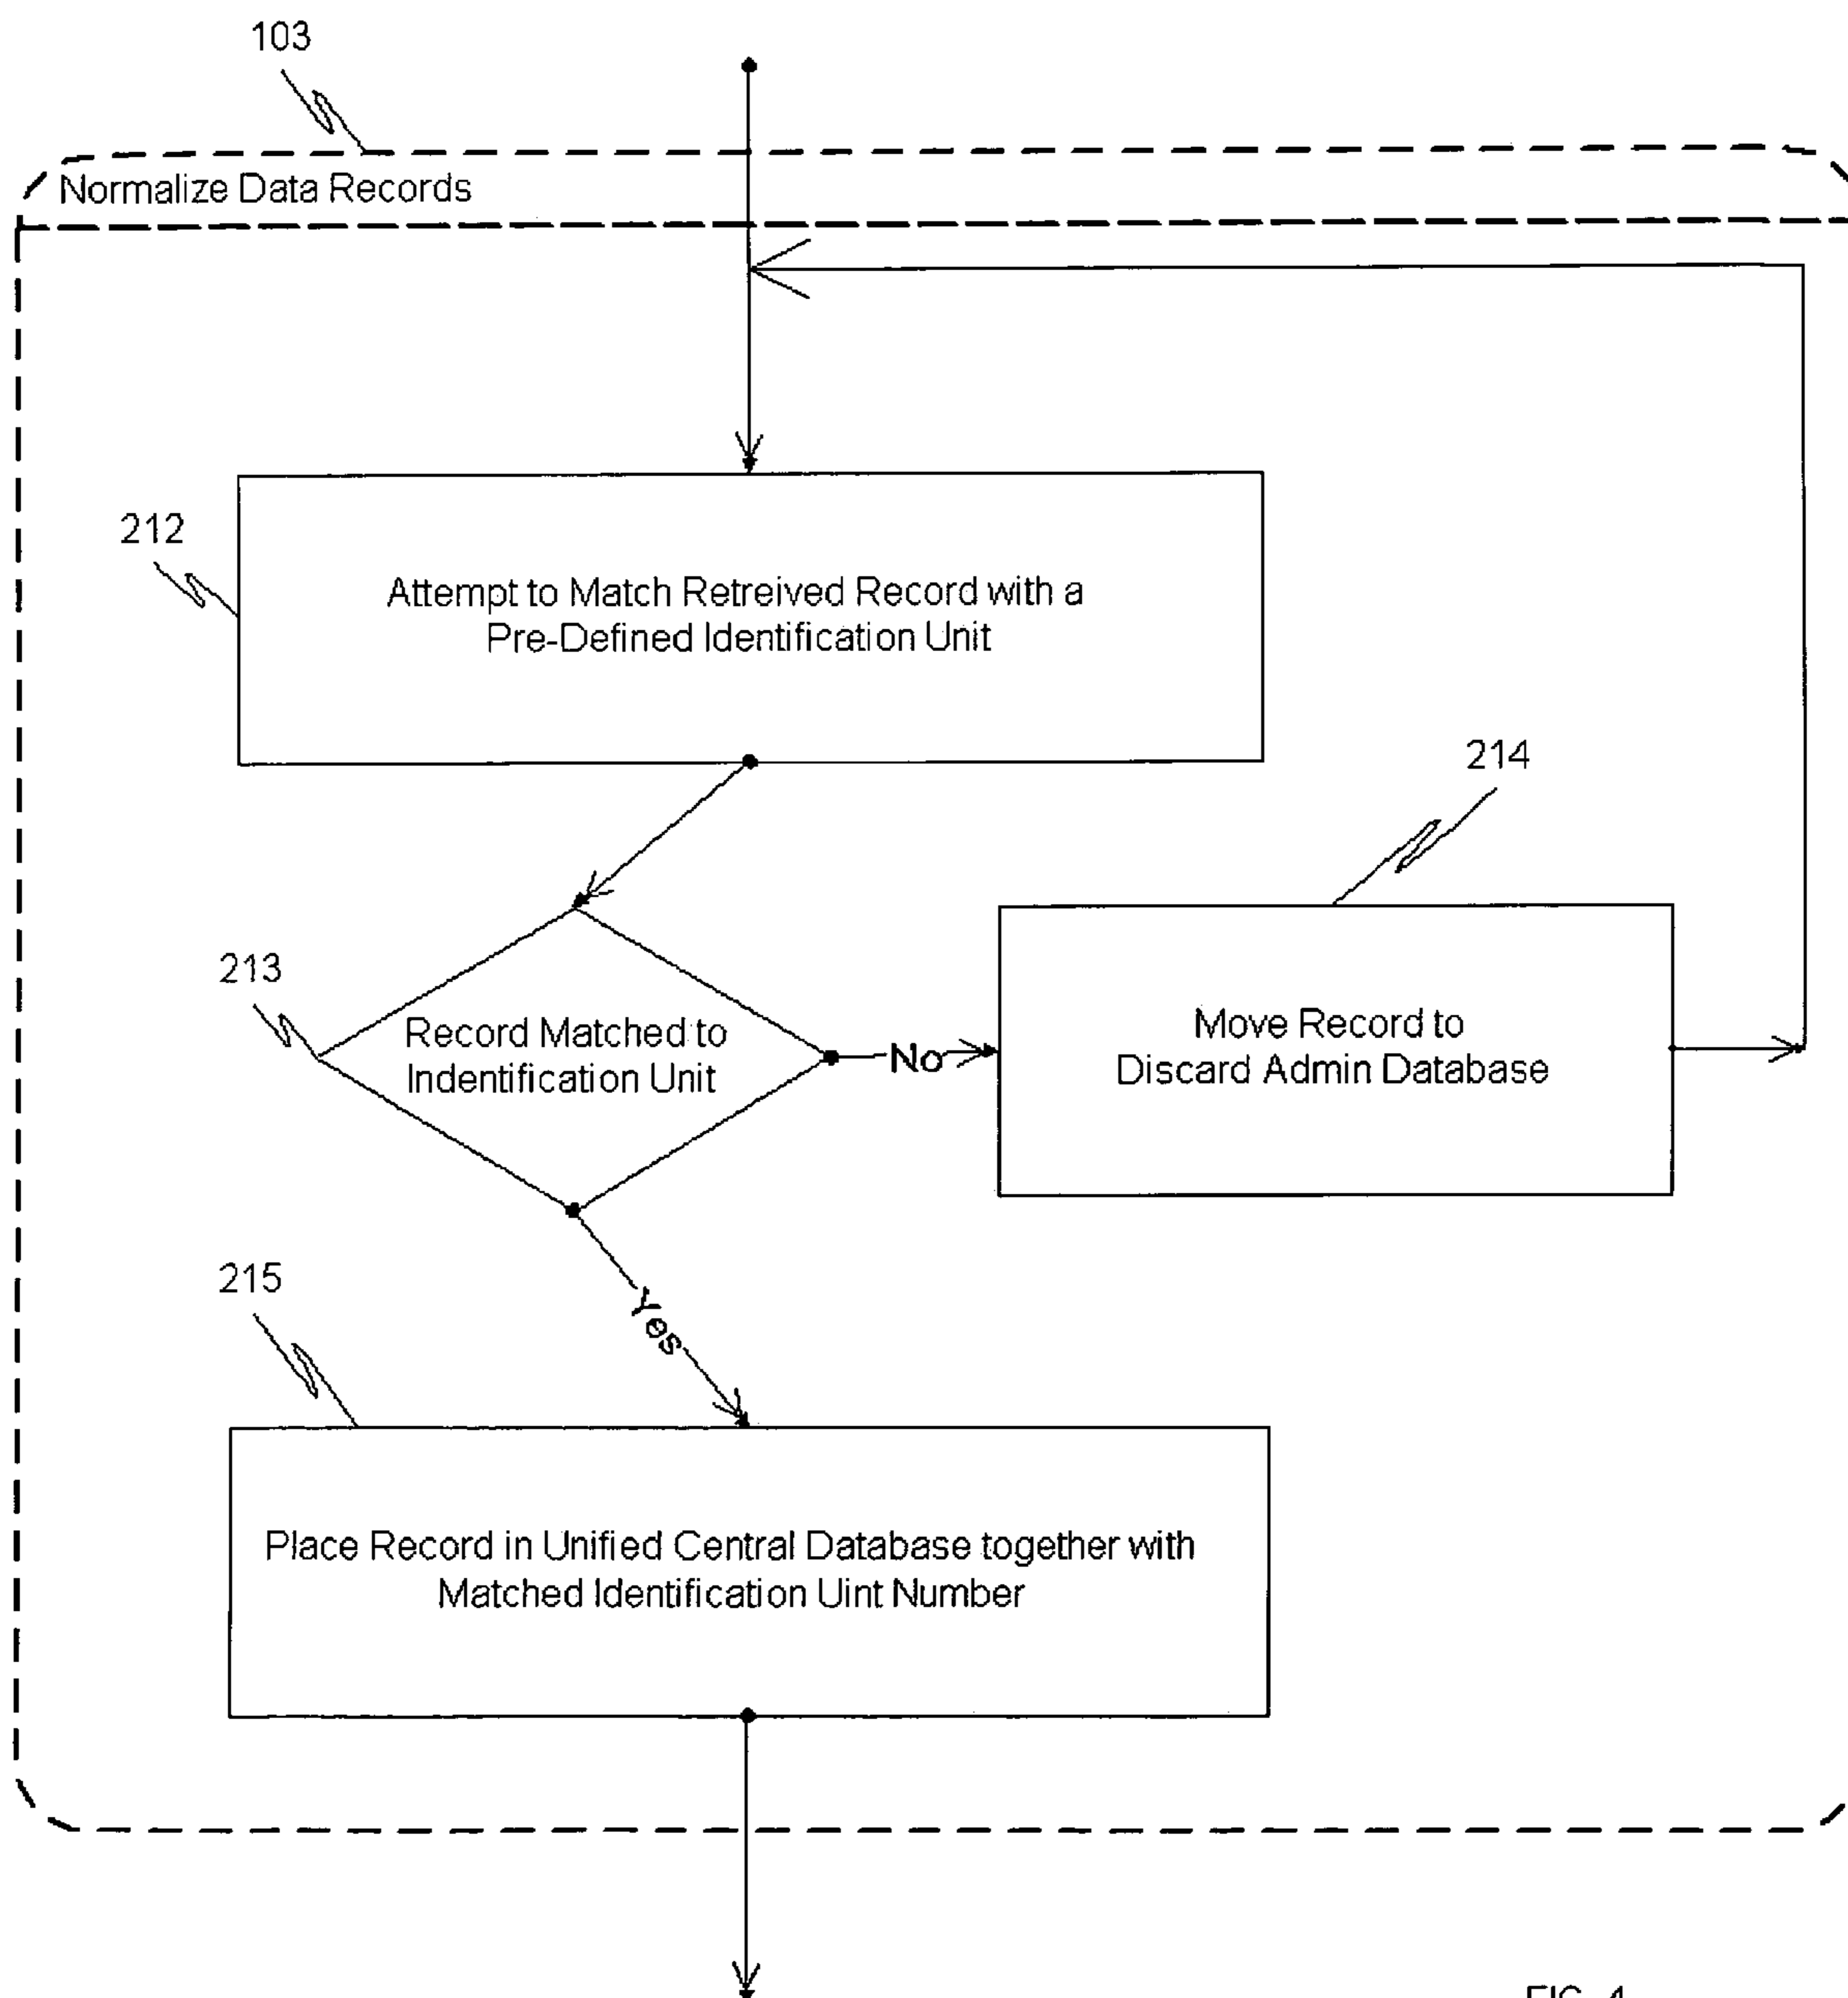 103
Normalize Data Records
212
Attempt to Match Retreived Record with a
Pre-Defined Identification Unit
214
213
Record Matched to
Indentification Unit
No
Move Record to
Discard Admin Database
Yes
215
Place Record in Unified Central Database together with
Matched Identification Uint Number
FIG. 4